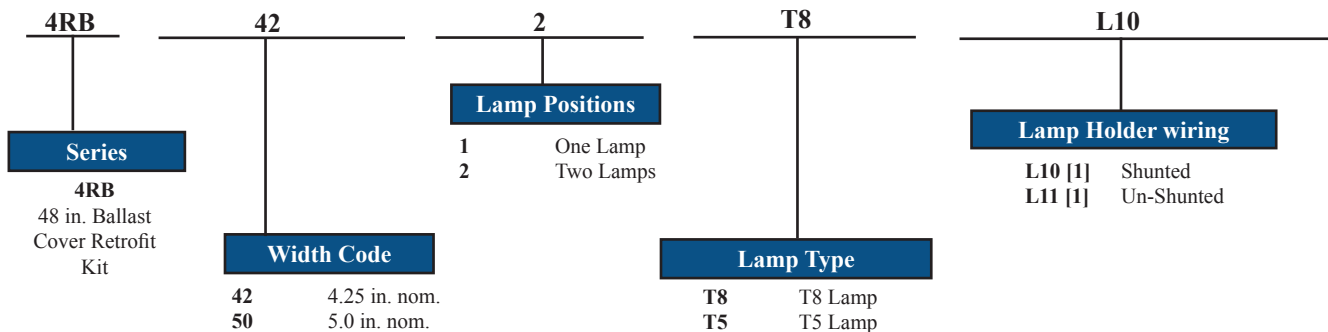 4RB 42 2 T8 L10
Series
4RB
48 in. Ballast
Cover Retrofit
Kit
Width Code
42 4.25 in. nom.
50 5.0 in. nom.
Lamp Positions
1 One Lamp
2 Two Lamps
Lamp Type
T8 T8 Lamp
T5 T5 Lamp
Lamp Holder wiring
L10 [1] Shunted
L11 [1] Un-Shunted